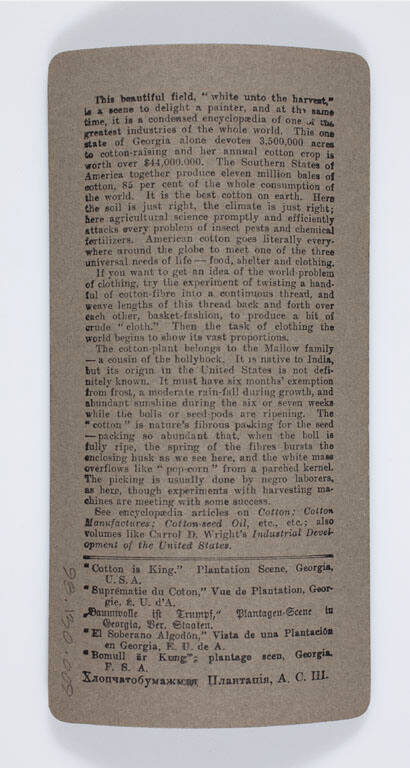 This beautiful field, "white unto the harvest,"
is a scene to delight a painter, and at the same
time, it is a condensed encyclopædia of one of the
greatest industries of the whole world. This one
state of Georgia alone devotes 3,500,000 acres
to cotton-raising and her annual cotton crop is
worth over $44,000,000. The Southern States of
America together produce eleven million bales of
cotton, 85 per cent of the whole consumption of
the world. It is the best cotton on earth. Here
the soil is just right, the climate is just right;
here agricultural science promptly and efficiently
attacks every problem of insect pests and chemical
fertilizers. American cotton goes literally every-
where around the globe to meet one of the three
universal needs of life — food, shelter and clothing.
If you want to get an idea of the world-problem
of clothing, try the experiment of twisting a hand-
ful of cotton-fibre into a continuous thread, and
weave lengths of this thread back and forth over
each other, basket-fashion, to produce a bit of
crude "cloth." Then the task of clothing the
world begins to show its vast proportions.
The cotton-plant belongs to the Mallow family
— a cousin of the hollyhock. It is native to India,
but its origin in the United States is not defi-
nitely known. It must have six months' exemption
from frost, a moderate rain-fall during growth, and
abundant sunshine during the six or seven weeks
while the bolls or seed-pods are ripening. The
"cotton" is nature's fibrous packing for the seed
— packing so abundant that, when the boll is
fully ripe, the spring of the fibres bursts the
enclosing husk as we see here, and the white mass
overflows like "pop-corn" from a parched kernel.
The picking is usually done by negro laborers,
as here, though experiments with harvesting ma-
chines are meeting with some success.
See encyclopædia articles on Cotton; Cotton
Manufactures; Cotton-seed Oil, etc., etc.; also
volumes like Carrol D. Wright's Industrial Devel-
opment of the United States.
"Cotton is King." Plantation Scene, Georgia,
U. S. A.
"Suprématie du Coton," Vue de Plantation, Geor-
gie, É. U. d'A.
„Baumwolle ist Trumpf," Plantagen-Scene in
Georgia, Ver. Staaten.
"El Soberano Algodón," Vista de una Plantación
en Georgia, E. U. de A.
"Bomull är Kung"; plantage scen, Georgia.
F. S. A.
Хлопчатобумажная Плантація, А. С. Ш.